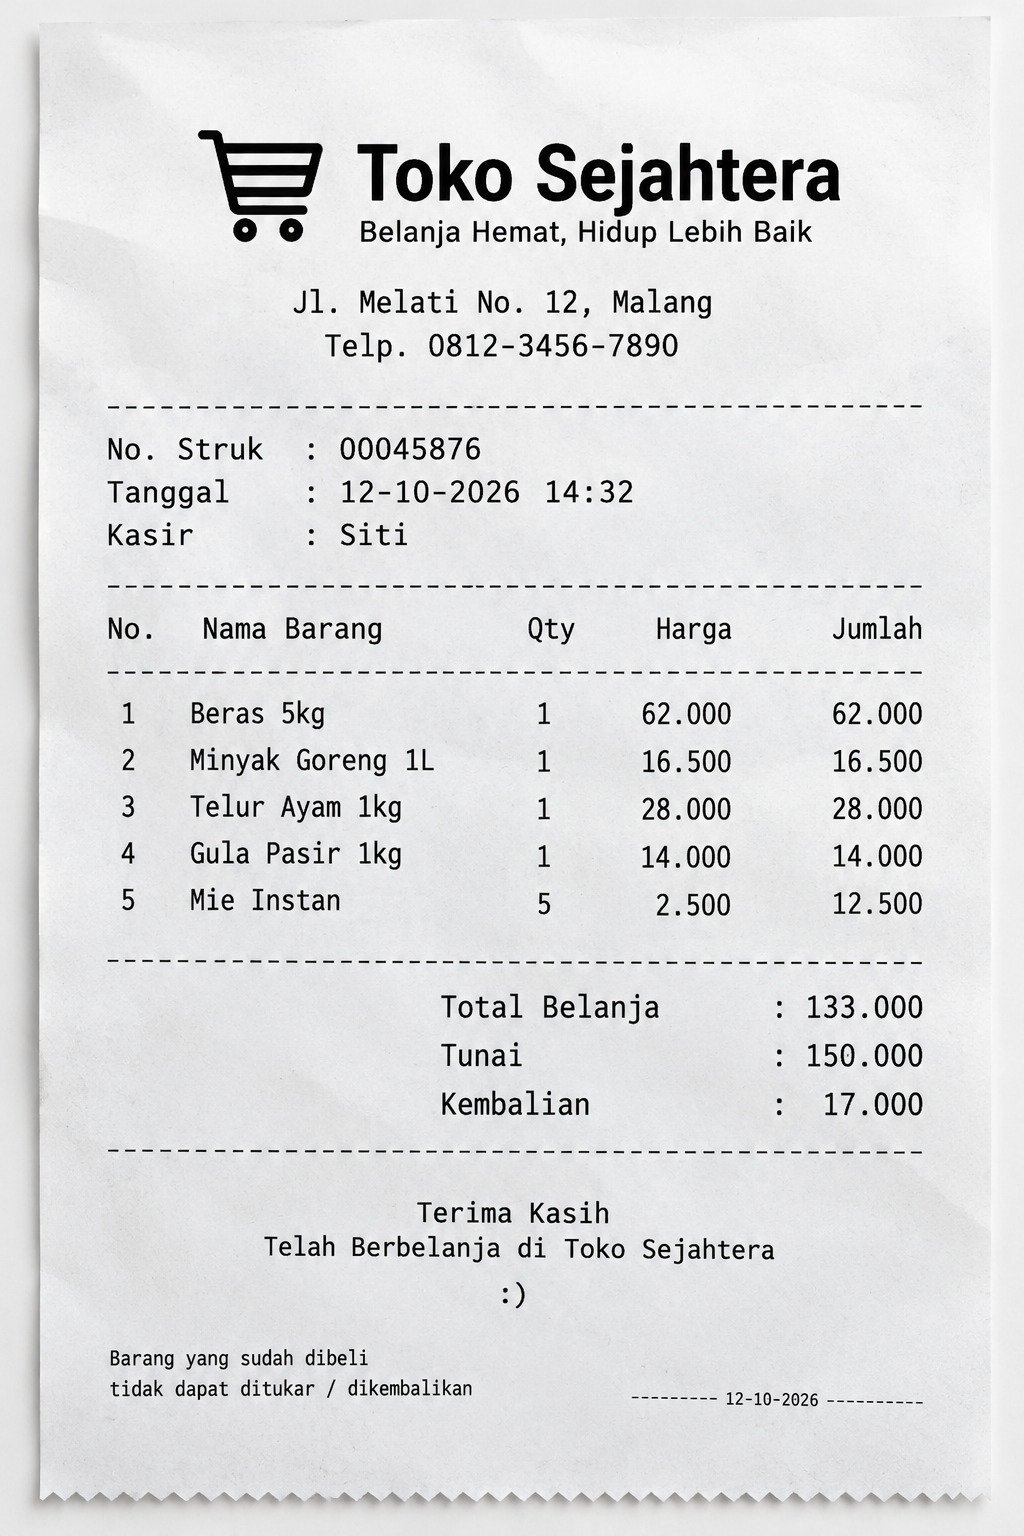 Toko Sejahtera
Belanja Hemat, Hidup Lebih Baik
Jl. Melati No. 12, Malang
Telp. 0812-3456-7890
No. Struk : 00045876
Tanggal : 12-10-2026 14:32
Kasir : Siti
No. Nama Barang Qty Harga Jumlah
1 Beras 5kg 1 62.000 62.000
2 Minyak Goreng 1L 1 16.500 16.500
3 Telur Ayam 1kg 1 28.000 28.000
4 Gula Pasir 1kg 1 14.000 14.000
5 Mie Instan 5 2.500 12.500
Total Belanja : 133.000
Tunai : 150.000
Kembalian : 17.000
Terima Kasih
Telah Berbelanja di Toko Sejahtera
:)
Barang yang sudah dibeli
tidak dapat ditukar / dikembalikan
--------- 12-10-2026 ----------